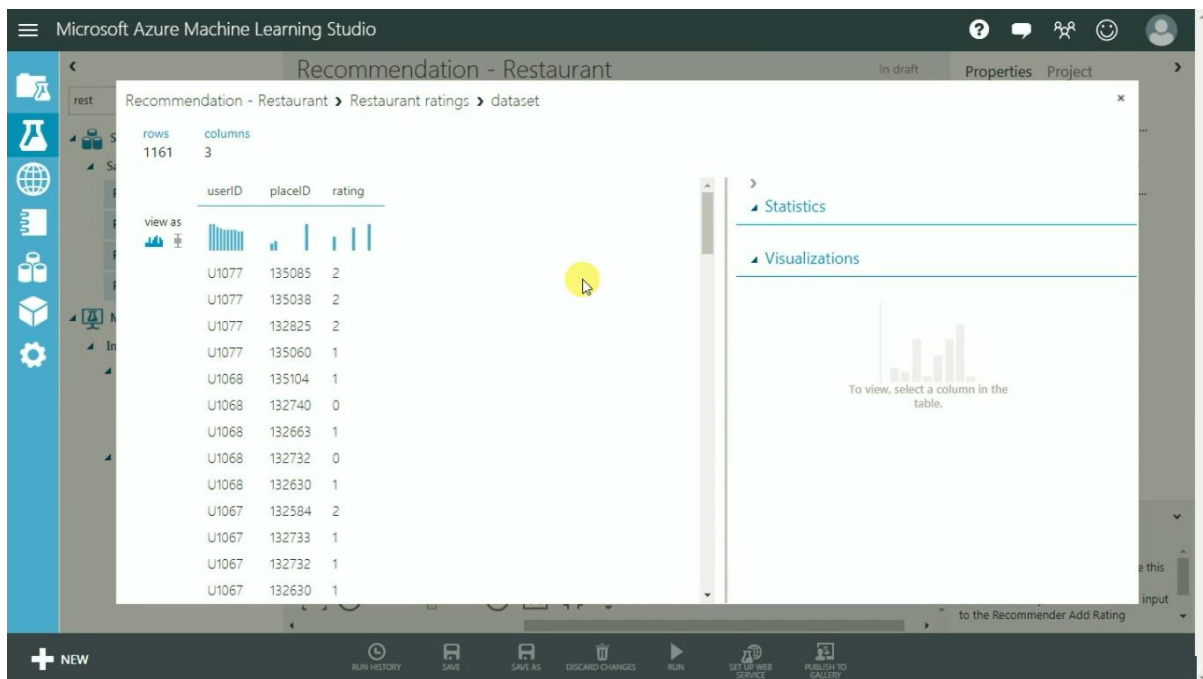 Microsoft Azure Machine Learning Studio
Recommendation - Restaurant
In draft
Properties Project
rest
Recommendation - Restaurant › Restaurant ratings › dataset
rows columns
1161 3
userID placeID rating
view as
U1077 135085 2
U1077 135038 2
U1077 132825 2
U1077 135060 1
U1068 135104 1
U1068 132740 0
U1068 132663 1
U1068 132732 0
U1068 132630 1
U1067 132584 2
U1067 132733 1
U1067 132732 1
U1067 132630 1
Statistics
Visualizations
To view, select a column in the
table.
e this
input
to the Recommender Add Rating
NEW
RUN HISTORY
SAVE
SAVE AS
DISCARD CHANGES
RUN
SET UP WEB
SERVICE
PUBLISH TO
GALLERY